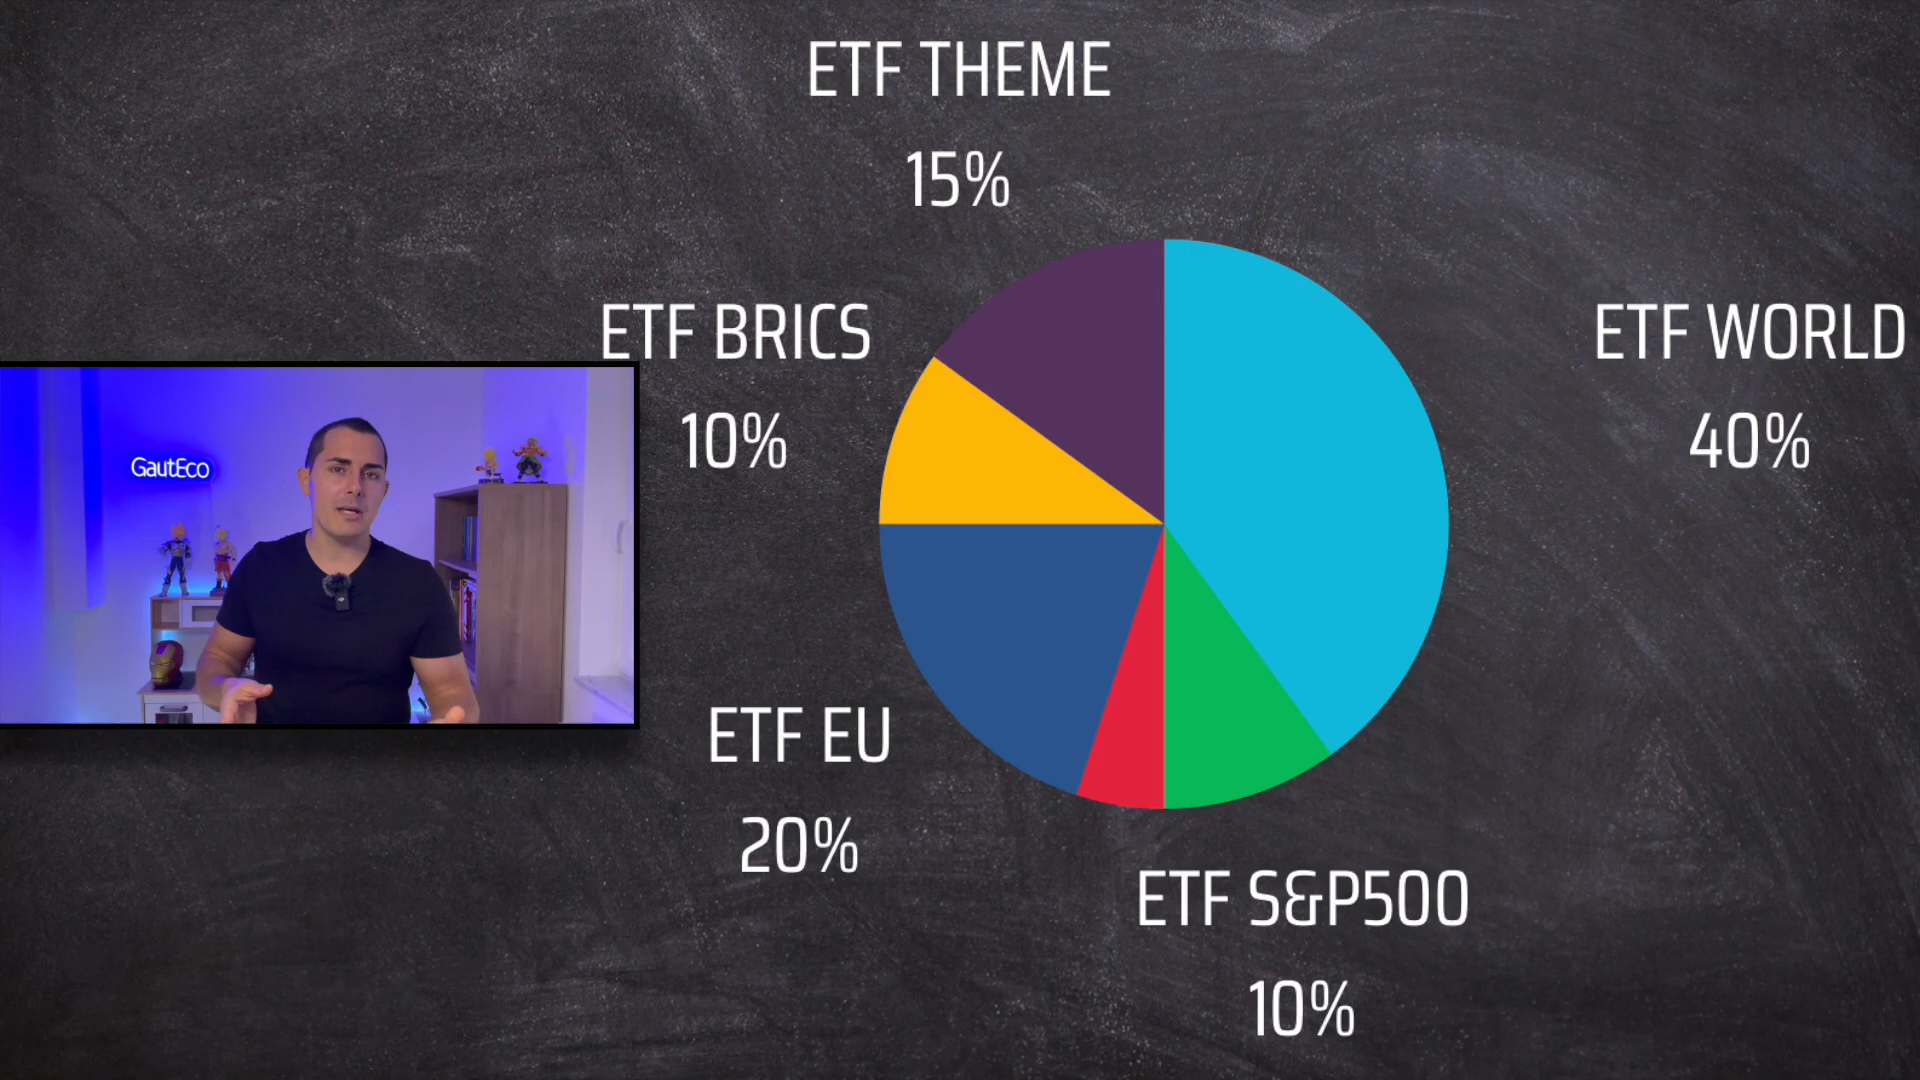 ETF THEME
15%
ETF BRICS
10%
ETF WORLD
40%
GautEco
ETF EU
20%
ETF S&P500
10%